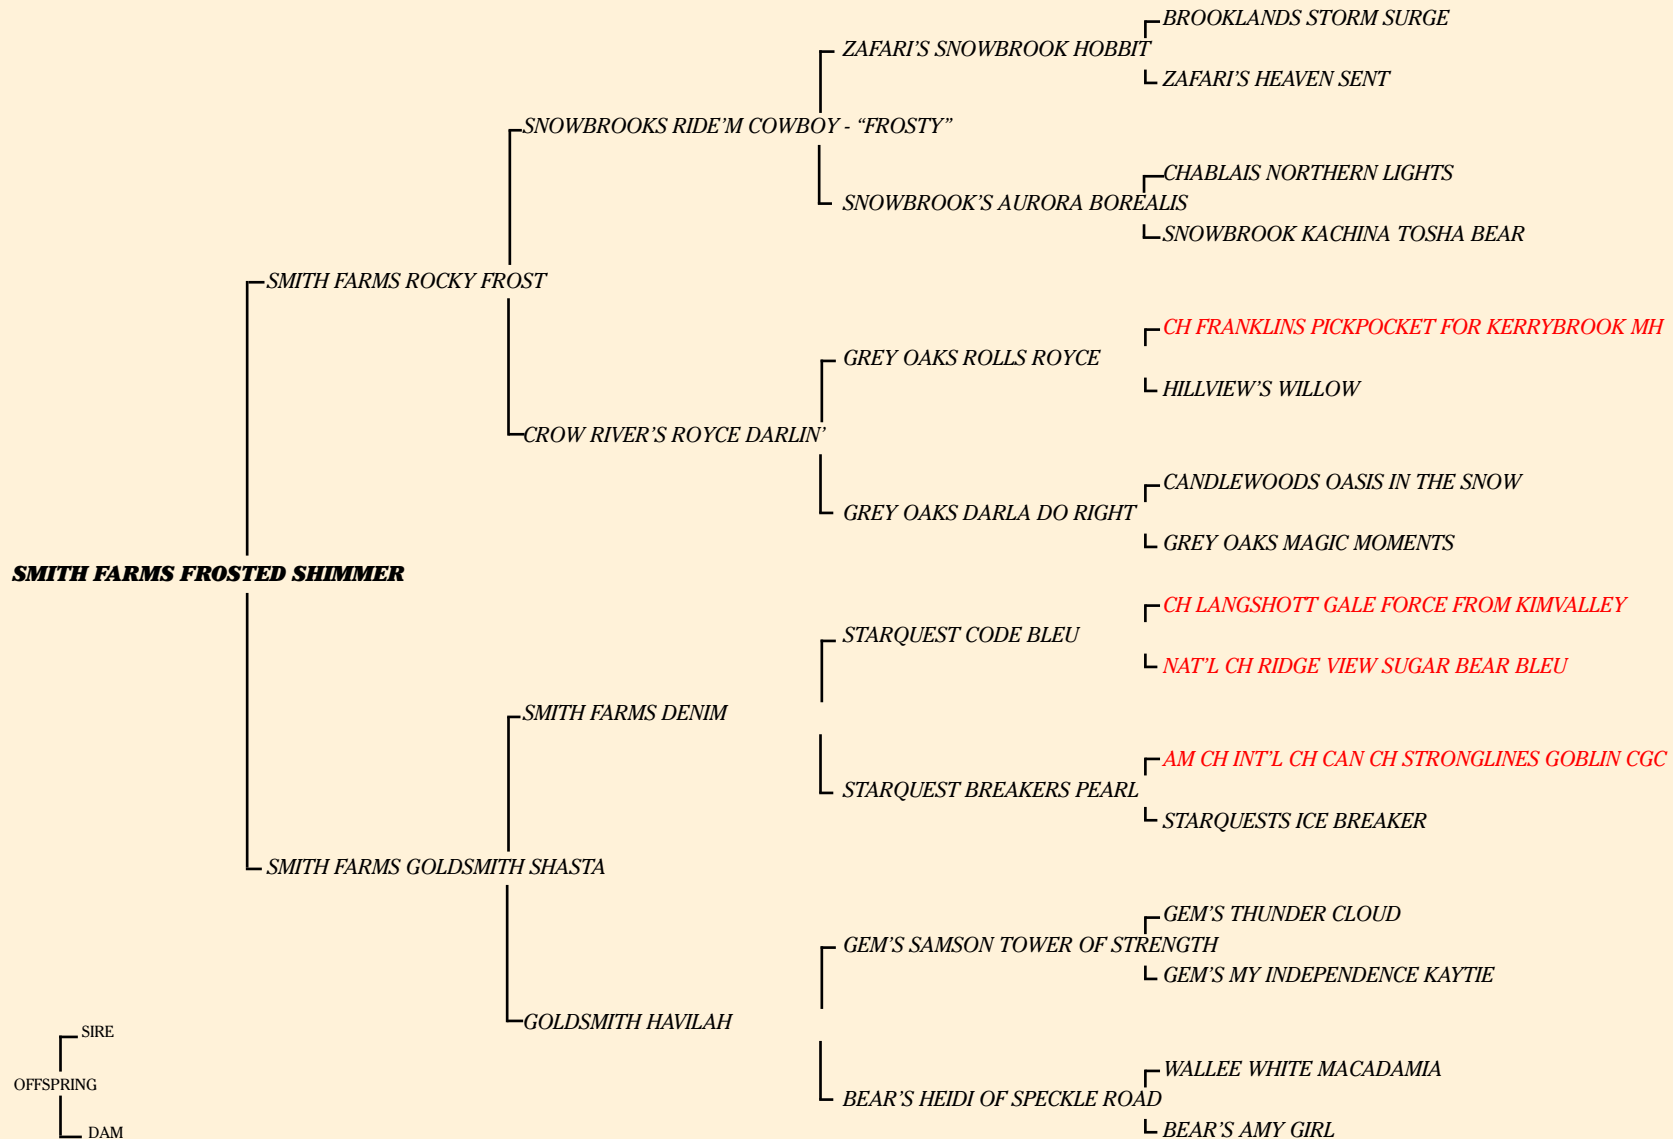 BROOKLANDS STORM SURGE
ZAFARI’S SNOWBROOK HOBBIT
ZAFARI’S HEAVEN SENT
SNOWBROOKS RIDE’M COWBOY - “FROSTY”
CHABLAIS NORTHERN LIGHTS
SNOWBROOK’S AURORA BOREALIS
SNOWBROOK KACHINA TOSHA BEAR
SMITH FARMS ROCKY FROST
CH FRANKLINS PICKPOCKET FOR KERRYBROOK MH
GREY OAKS ROLLS ROYCE
HILLVIEW’S WILLOW
CROW RIVER’S ROYCE DARLIN’
CANDLEWOODS OASIS IN THE SNOW
GREY OAKS DARLA DO RIGHT
GREY OAKS MAGIC MOMENTS
SMITH FARMS FROSTED SHIMMER
CH LANGSHOTT GALE FORCE FROM KIMVALLEY
STARQUEST CODE BLEU
NAT’L CH RIDGE VIEW SUGAR BEAR BLEU
SMITH FARMS DENIM
AM CH INT’L CH CAN CH STRONGLINES GOBLIN CGC
STARQUEST BREAKERS PEARL
STARQUESTS ICE BREAKER
SMITH FARMS GOLDSMITH SHASTA
GEM’S THUNDER CLOUD
GEM’S SAMSON TOWER OF STRENGTH
GEM’S MY INDEPENDENCE KAYTIE
GOLDSMITH HAVILAH
WALLEE WHITE MACADAMIA
BEAR’S HEIDI OF SPECKLE ROAD
BEAR’S AMY GIRL
SIRE
OFFSPRING
DAM